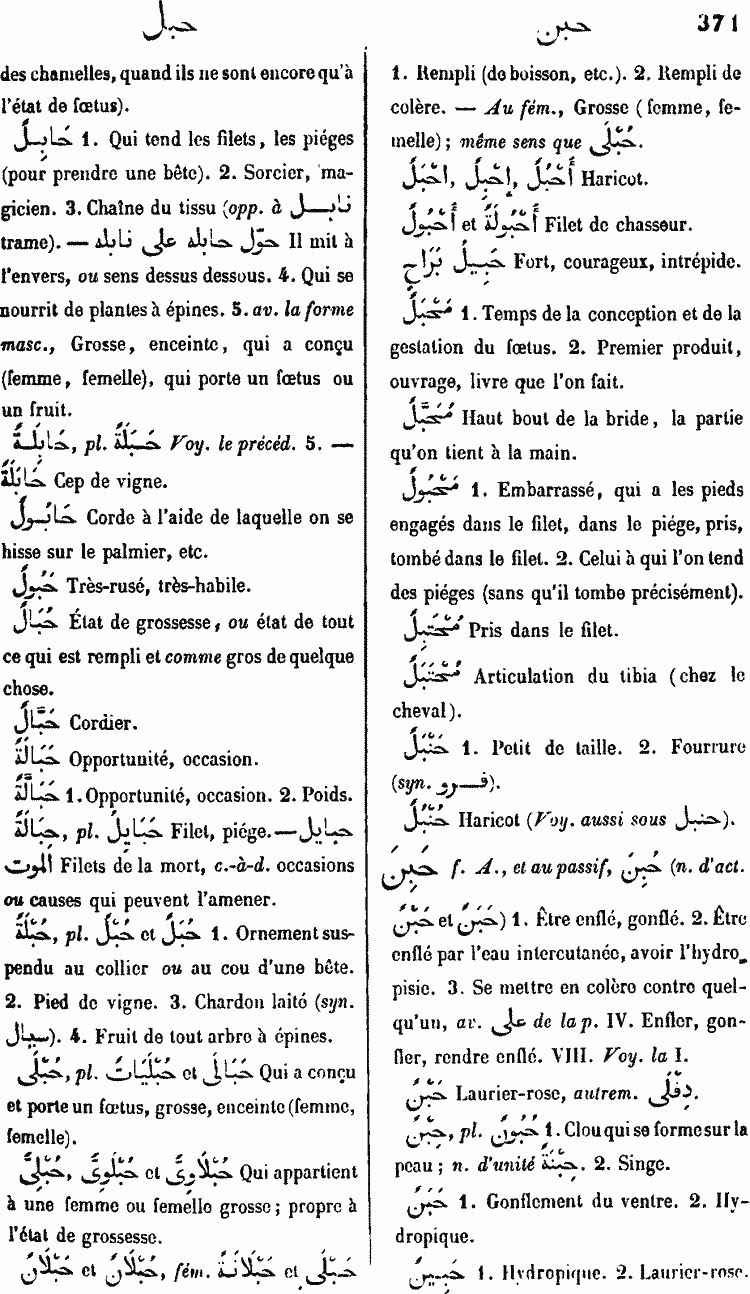 حبل
حبن
371
des chamelles, quand ils ne sont encore qu'à
l'état de fœtus).
حَابِلٌ 1. Qui tend les filets, les piéges
(pour prendre une bête). 2. Sorcier, ma-
gicien. 3. Chaîne du tissu (opp. à نابل
trame). — حوّل حابله على نابله Il mit à
l'envers, ou sens dessus dessous. 4. Qui se
nourrit de plantes à épines. 5. av. la forme
masc., Grosse, enceinte, qui a conçu
(femme, femelle), qui porte un fœtus ou
un fruit.
حَابِلَةٌ, pl. حَبَلَةٌ Voy. le précéd. 5. —
حَابَلَةٌ Cep de vigne.
حَابُولٌ Corde à l'aide de laquelle on se
hisse sur le palmier, etc.
حَبُولٌ Très-rusé, très-habile.
حُبَالٌ État de grossesse, ou état de tout
ce qui est rempli et comme gros de quelque
chose.
حَبَّالٌ Cordier.
حَبَالَةٌ Opportunité, occasion.
حَبَالَّةٌ 1. Opportunité, occasion. 2. Poids.
حِبَالَةٌ, pl. حَبَايِلُ Filet, piége. — حبايل
الموت Filets de la mort, c.-à-d. occasions
ou causes qui peuvent l'amener.
حُبْلَةٌ, pl. حُبْلٌ et حُبَلٌ 1. Ornement sus-
pendu au collier ou au cou d'une bête.
2. Pied de vigne. 3. Chardon laité (syn.
سيال). 4. Fruit de tout arbre à épines.
حُبْلَى, pl. حُبْلَيَاتٌ et حَبَالَى Qui a conçu
et porte un fœtus, grosse, enceinte (femme,
femelle).
حُبْلِىٌّ, حُبْلَوِىٌّ et حُبْلَاوِىٌّ Qui appartient
à une femme ou femelle grosse; propre à
l'état de grossesse.
حَبْلَانُ et حَبْلَانٌ, fém. حَبْلَانَةٌ et حَبْلَى
1. Rempli (de boisson, etc.). 2. Rempli de
colère. — Au fém., Grosse (femme, fe-
melle); même sens que حُبْلَى.
أُحْبُلٌ, إِحْبِلٌ, أَحْبَلٌ Haricot.
أُحْبُولٌ et أُحْبُولَةٌ Filet de chasseur.
حَبِيلُ بَرَاحٍ Fort, courageux, intrépide.
مَحْبَلٌ 1. Temps de la conception et de la
gestation du fœtus. 2. Premier produit,
ouvrage, livre que l'on fait.
مُحَبَّلٌ Haut bout de la bride, la partie
qu'on tient à la main.
مَحْبُولٌ 1. Embarrassé, qui a les pieds
engagés dans le filet, dans le piége, pris,
tombé dans le filet. 2. Celui à qui l'on tend
des piéges (sans qu'il tombe précisément).
مُحْتَبِلٌ Pris dans le filet.
مُحْتَبَلٌ Articulation du tibia (chez le
cheval).
حَنْبَلٌ 1. Petit de taille. 2. Fourrure
(syn. فرو).
حُنْبُلٌ Haricot (Voy. aussi sous حنبل).
حَبِنَ f. A., et au passif, حُبِنَ (n. d'act.
حَبْنٌ et حَبَنٌ) 1. Être enflé, gonflé. 2. Être
enflé par l'eau intercutanée, avoir l'hydro-
pisie. 3. Se mettre en colère contre quel-
qu'un, av. على de la p. IV. Enfler, gon-
fler, rendre enflé. VIII. Voy. la I.
حَبْنٌ Laurier-rose, autrem. دِفْلَى.
حِبْنٌ, pl. حُبُونٌ 1. Clou qui se forme sur la
peau; n. d'unité حِبْنَةٌ. 2. Singe.
حَبَنٌ 1. Gonflement du ventre. 2. Hy-
dropique.
حَبِينٌ 1. Hydropique. 2. Laurier-rose.